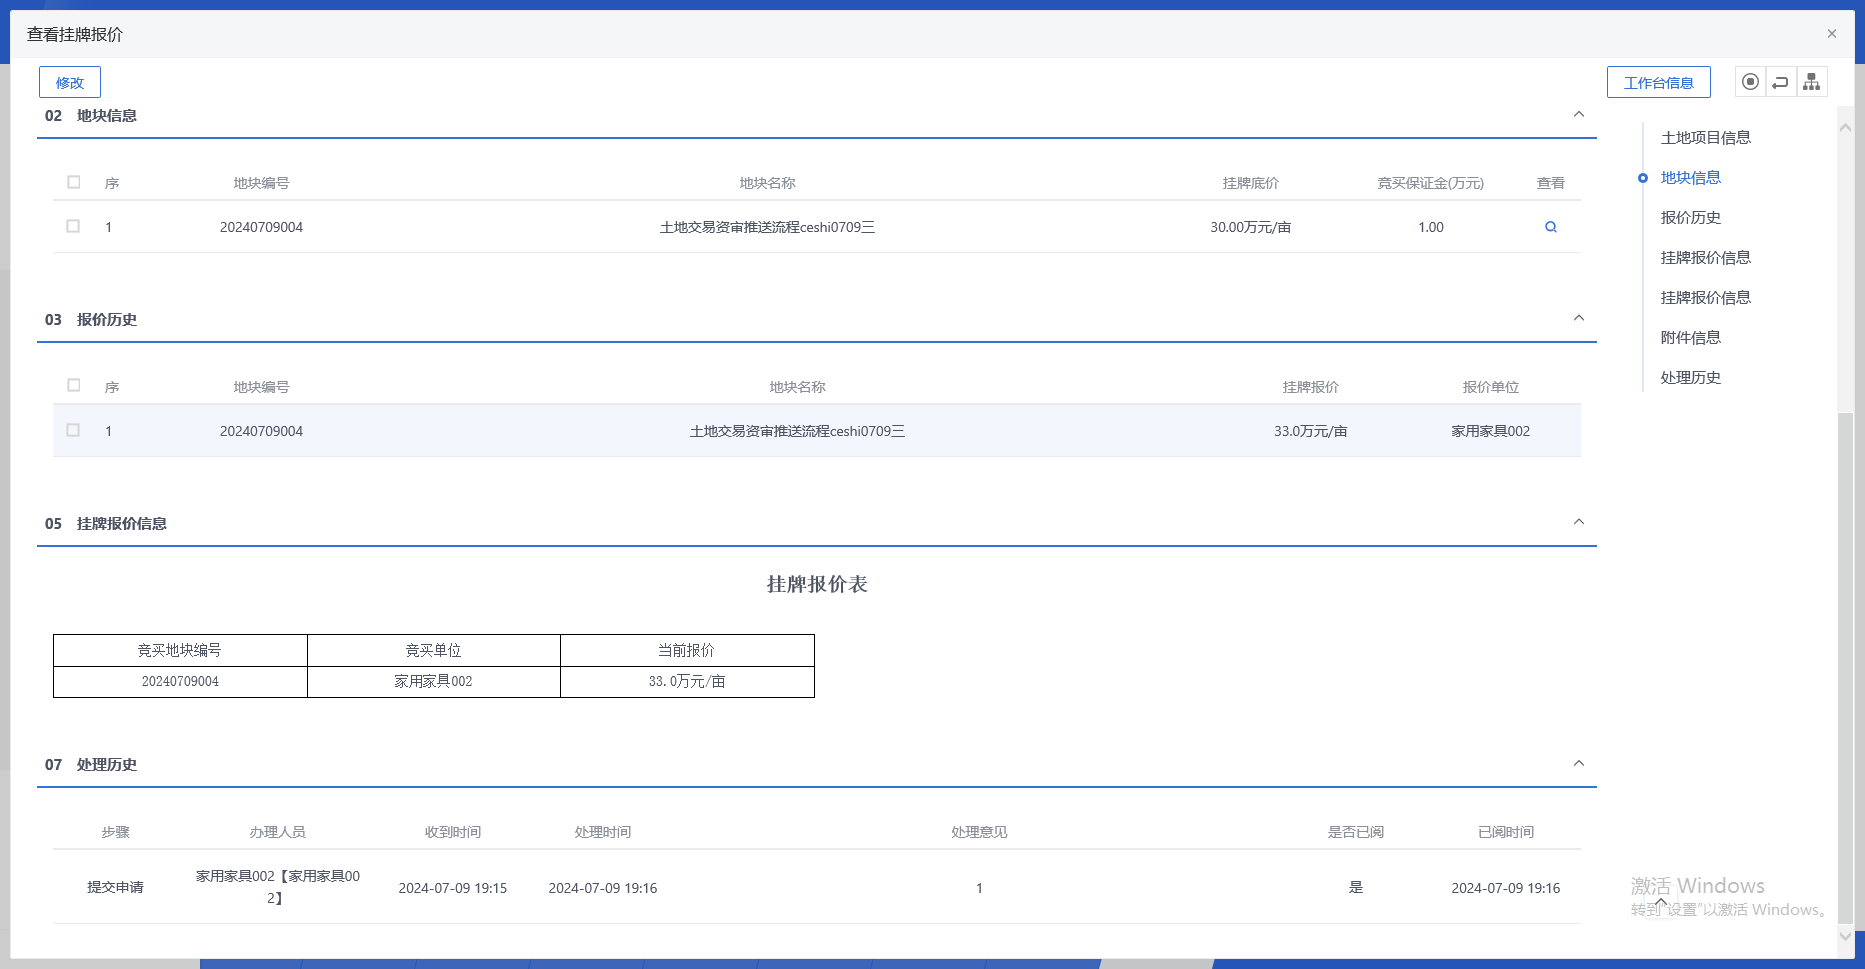 查看挂牌报价
×
修改
工作台信息
02 地块信息
序 地块编号 地块名称 挂牌底价 竞买保证金(万元) 查看
1 20240709004 土地交易资审推送流程ceshi0709三 30.00万元/亩 1.00
03 报价历史
序 地块编号 地块名称 挂牌报价 报价单位
1 20240709004 土地交易资审推送流程ceshi0709三 33.0万元/亩 家用家具002
05 挂牌报价信息
挂牌报价表
竞买地块编号 竞买单位 当前报价
20240709004 家用家具002 33.0万元/亩
07 处理历史
步骤 办理人员 收到时间 处理时间 处理意见 是否已阅 已阅时间
提交申请 家用家具002【家用家具00
2】 2024-07-09 19:15 2024-07-09 19:16 1 是 2024-07-09 19:16
土地项目信息
地块信息
报价历史
挂牌报价信息
挂牌报价信息
附件信息
处理历史
激活 Windows
转到"设置"以激活 Windows。